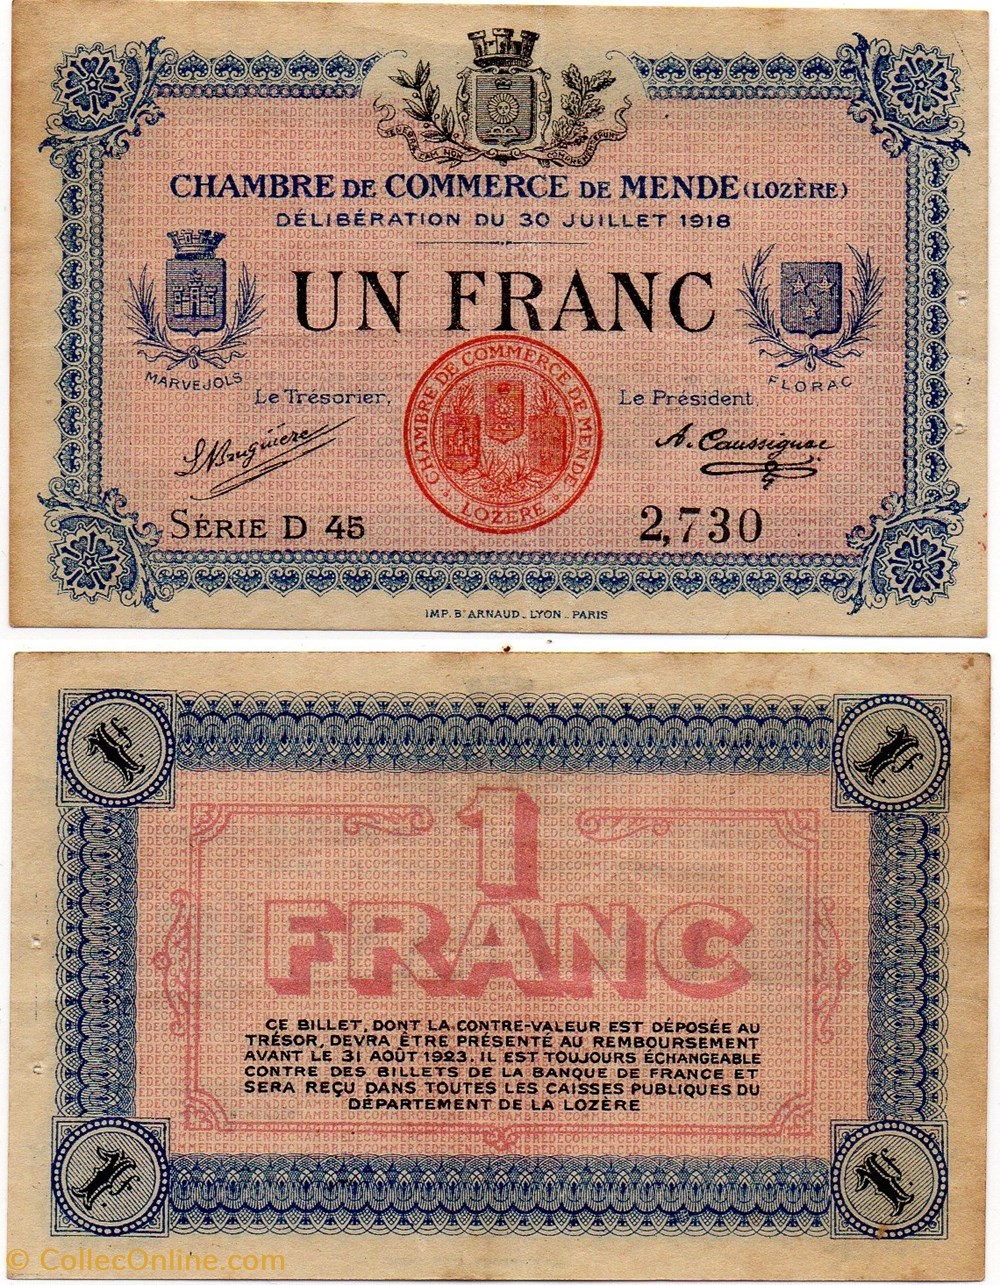 CHAMBRE DE COMMERCE DE MENDE (LOZÈRE)
DÉLIBÉRATION DU 30 JUILLET 1918
UN FRANC
MARVEJOLS
FLORAC
Le Trésorier,
Le Président,
A. Caussignac
CHAMBRE DE COMMERCE DE MENDE
LOZÈRE
SÉRIE D 45
2,730
IMP. B. ARNAUD_LYON_PARIS
1
FRANC
CE BILLET, DONT LA CONTRE-VALEUR EST DÉPOSÉE AU
TRÉSOR, DEVRA ÊTRE PRÉSENTÉ AU REMBOURSEMENT
AVANT LE 31 AOÛT 1923. IL EST TOUJOURS ÉCHANGEABLE
CONTRE DES BILLETS DE LA BANQUE DE FRANCE ET
SERA REÇU DANS TOUTES LES CAISSES PUBLIQUES DU
DÉPARTEMENT DE LA LOZÈRE
© CollecOnline.com